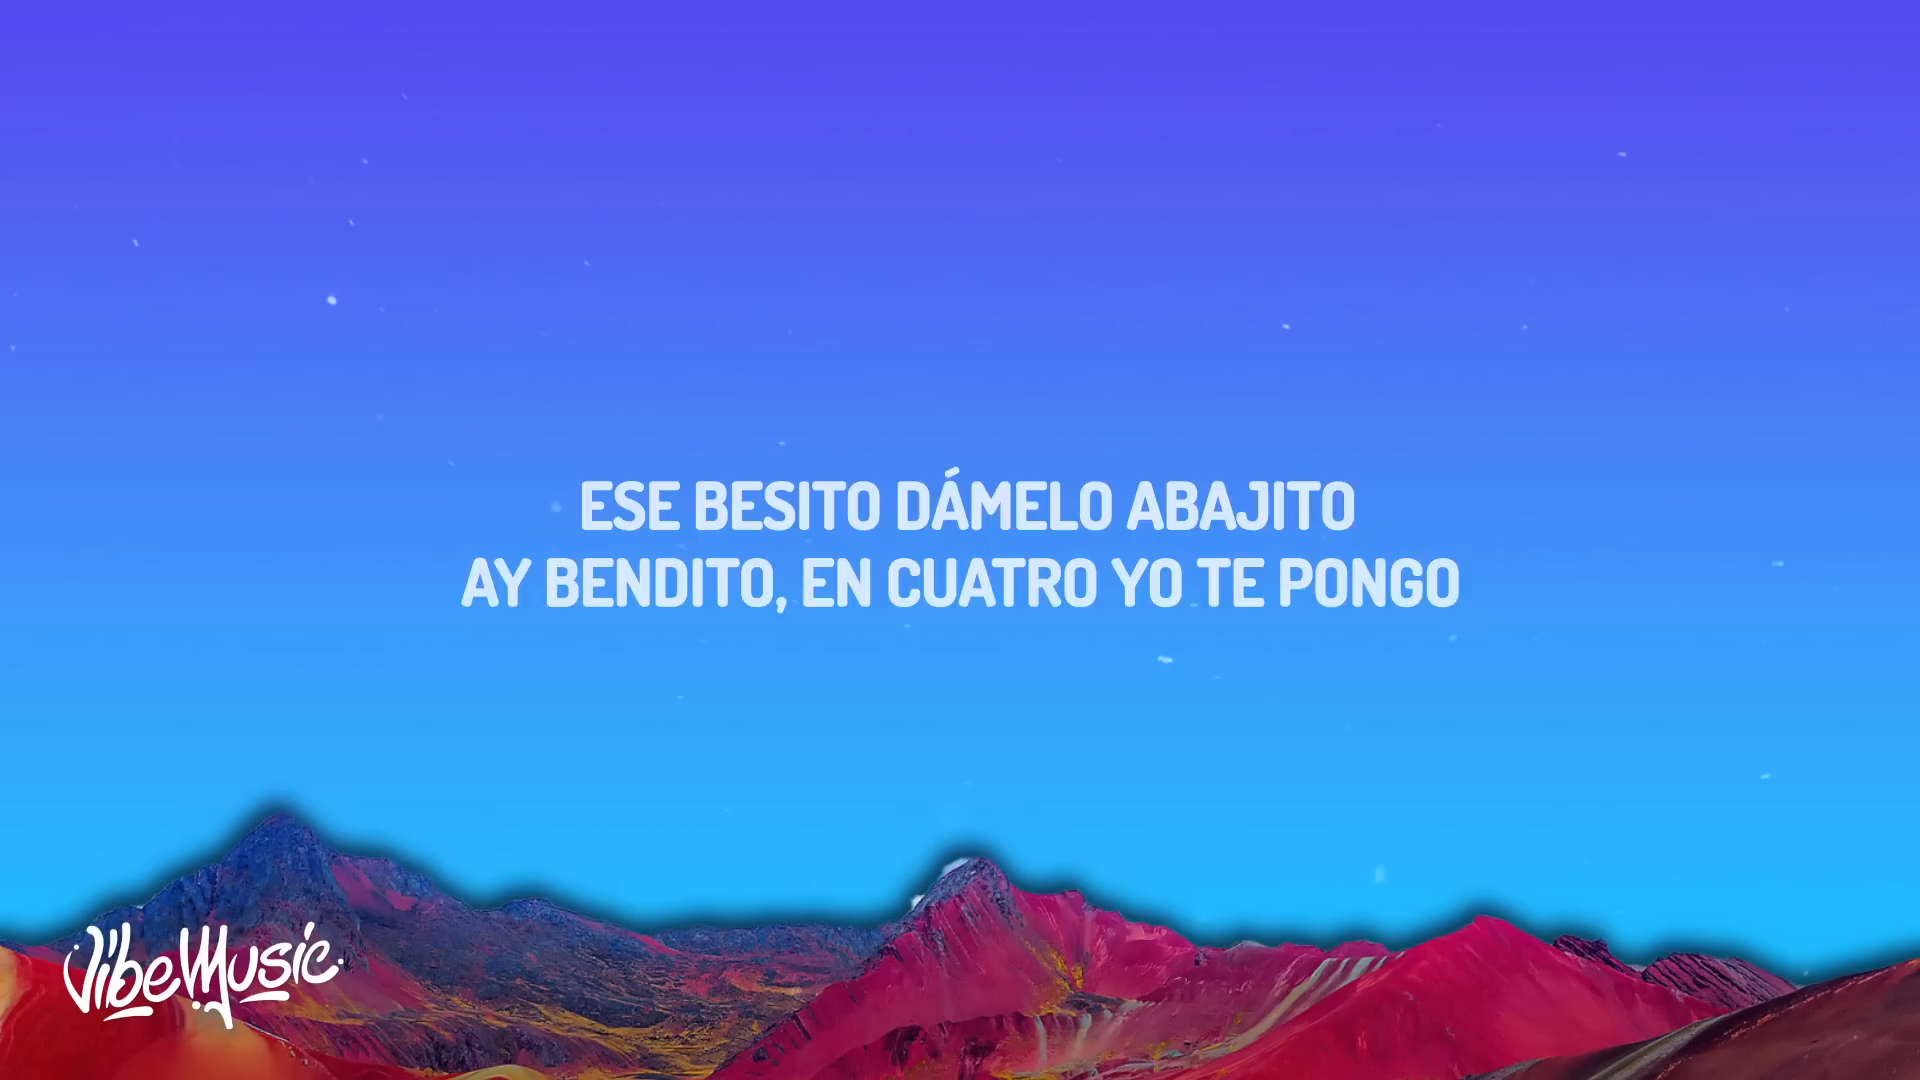 ESE BESITO DÁMELO ABAJITO
AY BENDITO, EN CUATRO YO TE PONGO
VibeMusic